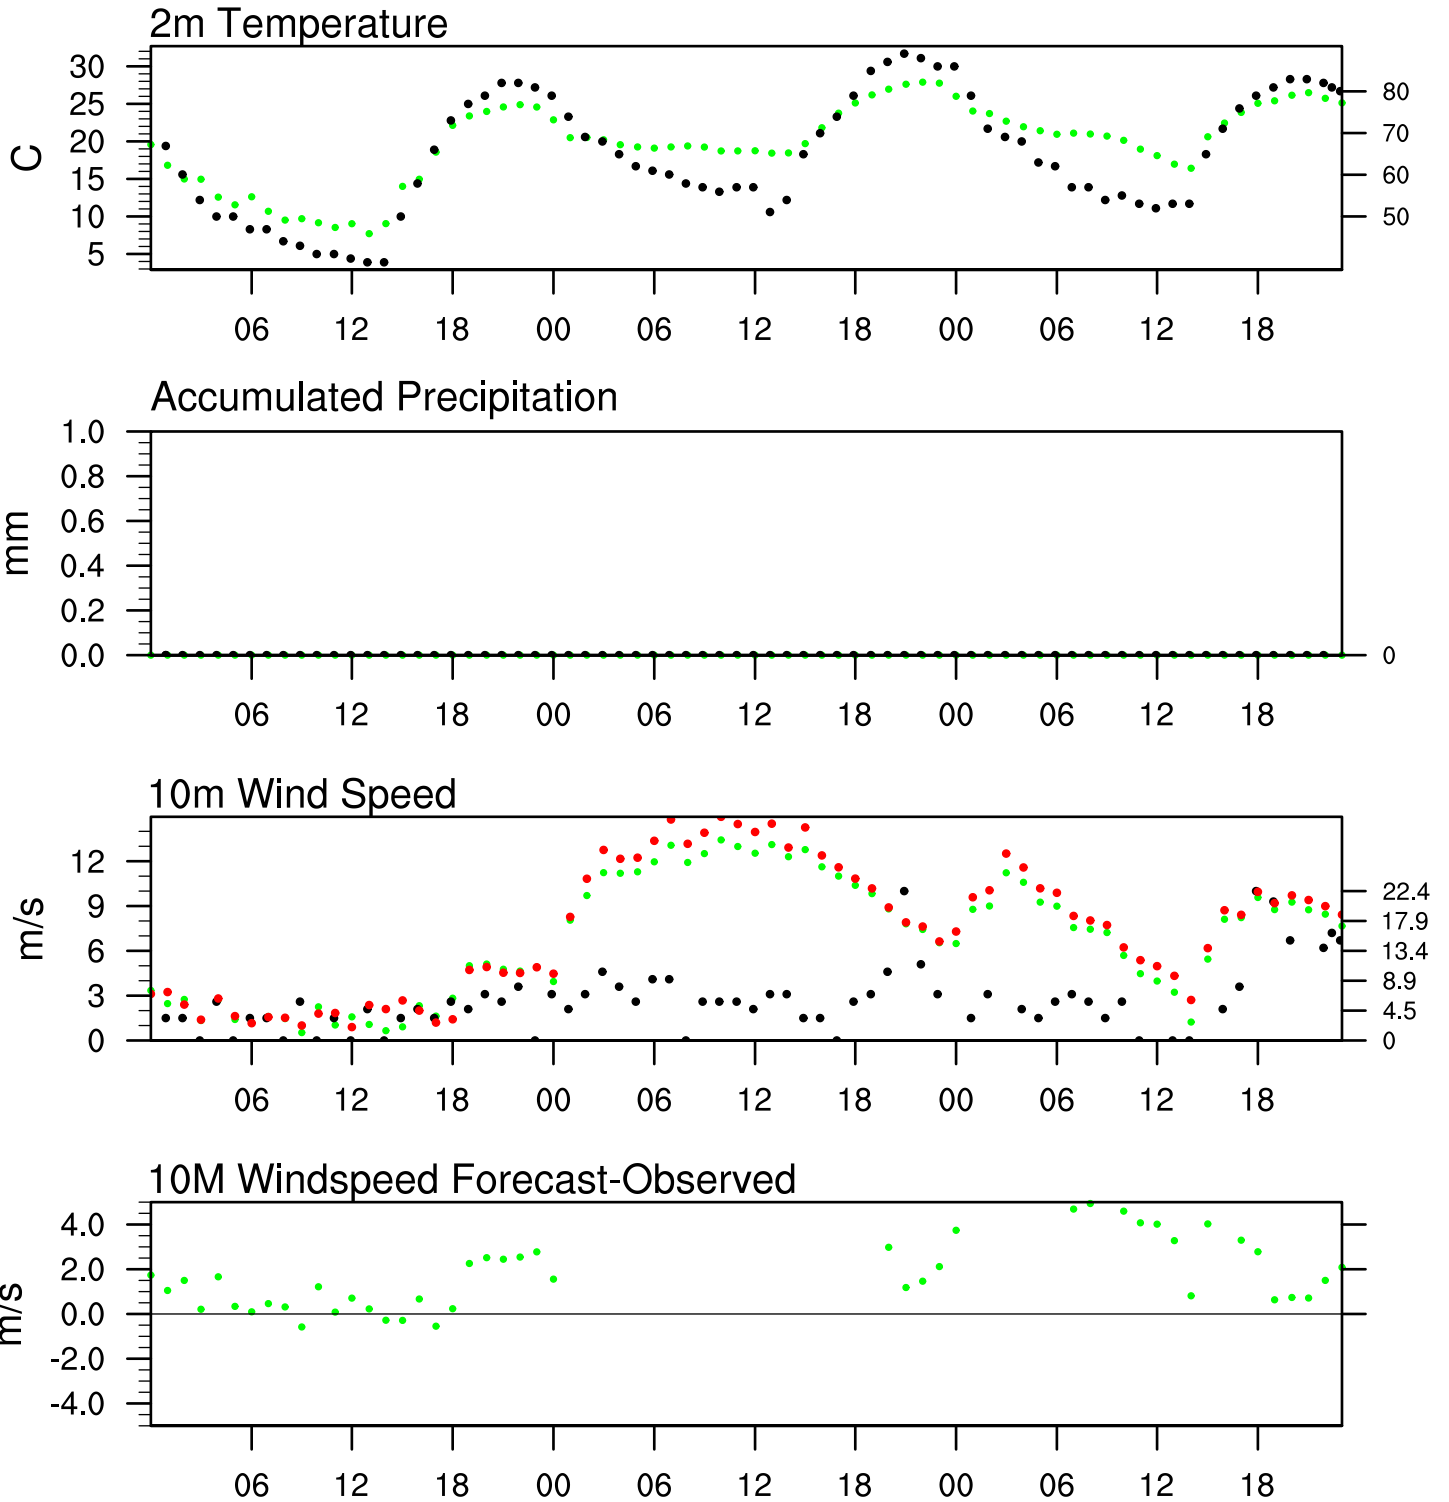 2m Temperature
30
25
20
15
10
5
C
80
70
60
50
06 12 18 00 06 12 18 00 06 12 18
Accumulated Precipitation
1.0
0.8
0.6
0.4
0.2
0.0
mm
0
06 12 18 00 06 12 18 00 06 12 18
10m Wind Speed
12
9
6
3
0
m/s
22.4
17.9
13.4
8.9
4.5
0
06 12 18 00 06 12 18 00 06 12 18
10M Windspeed Forecast-Observed
4.0
2.0
0.0
-2.0
-4.0
m/s
06 12 18 00 06 12 18 00 06 12 18